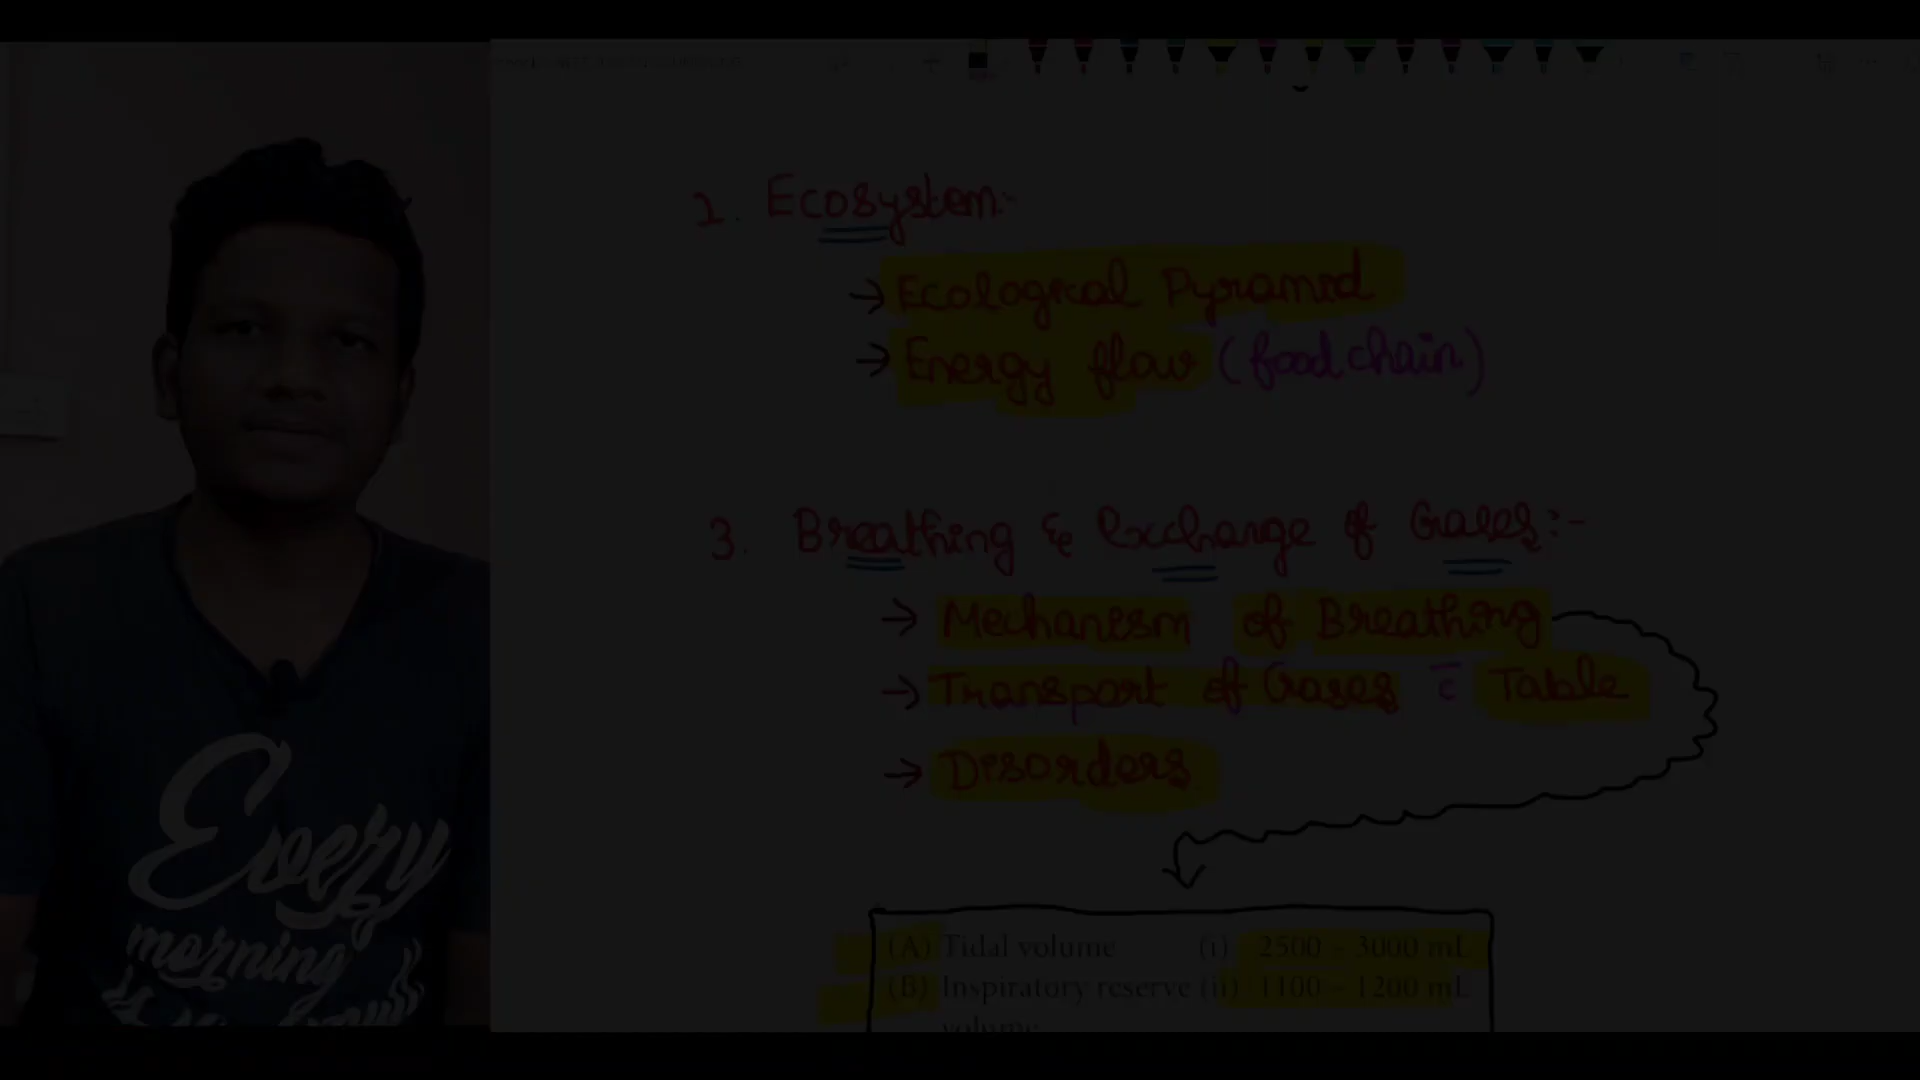 2. Ecosystem:-
→ Ecological Pyramid
→ Energy flow (food chain)
3. Breathing & Exchange of Gases:-
→ Mechanism of Breathing
→ Transport of Gases c̄ Table
→ Disorders
(A) Tidal volume (i) 2500 – 3000 mL
(B) Inspiratory reserve (ii) 1100 – 1200 mL
volume
Every
morning